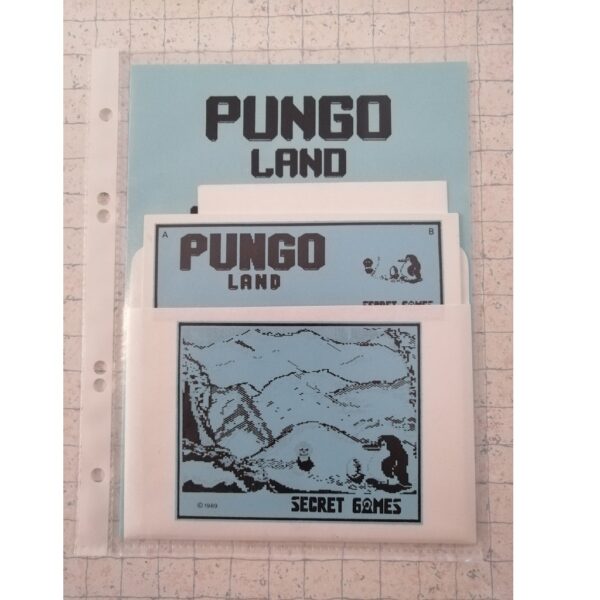 PUNGO
LAND
A
B
PUNGO
LAND
SECRET GAMES
© 1989
SECRET GAMES